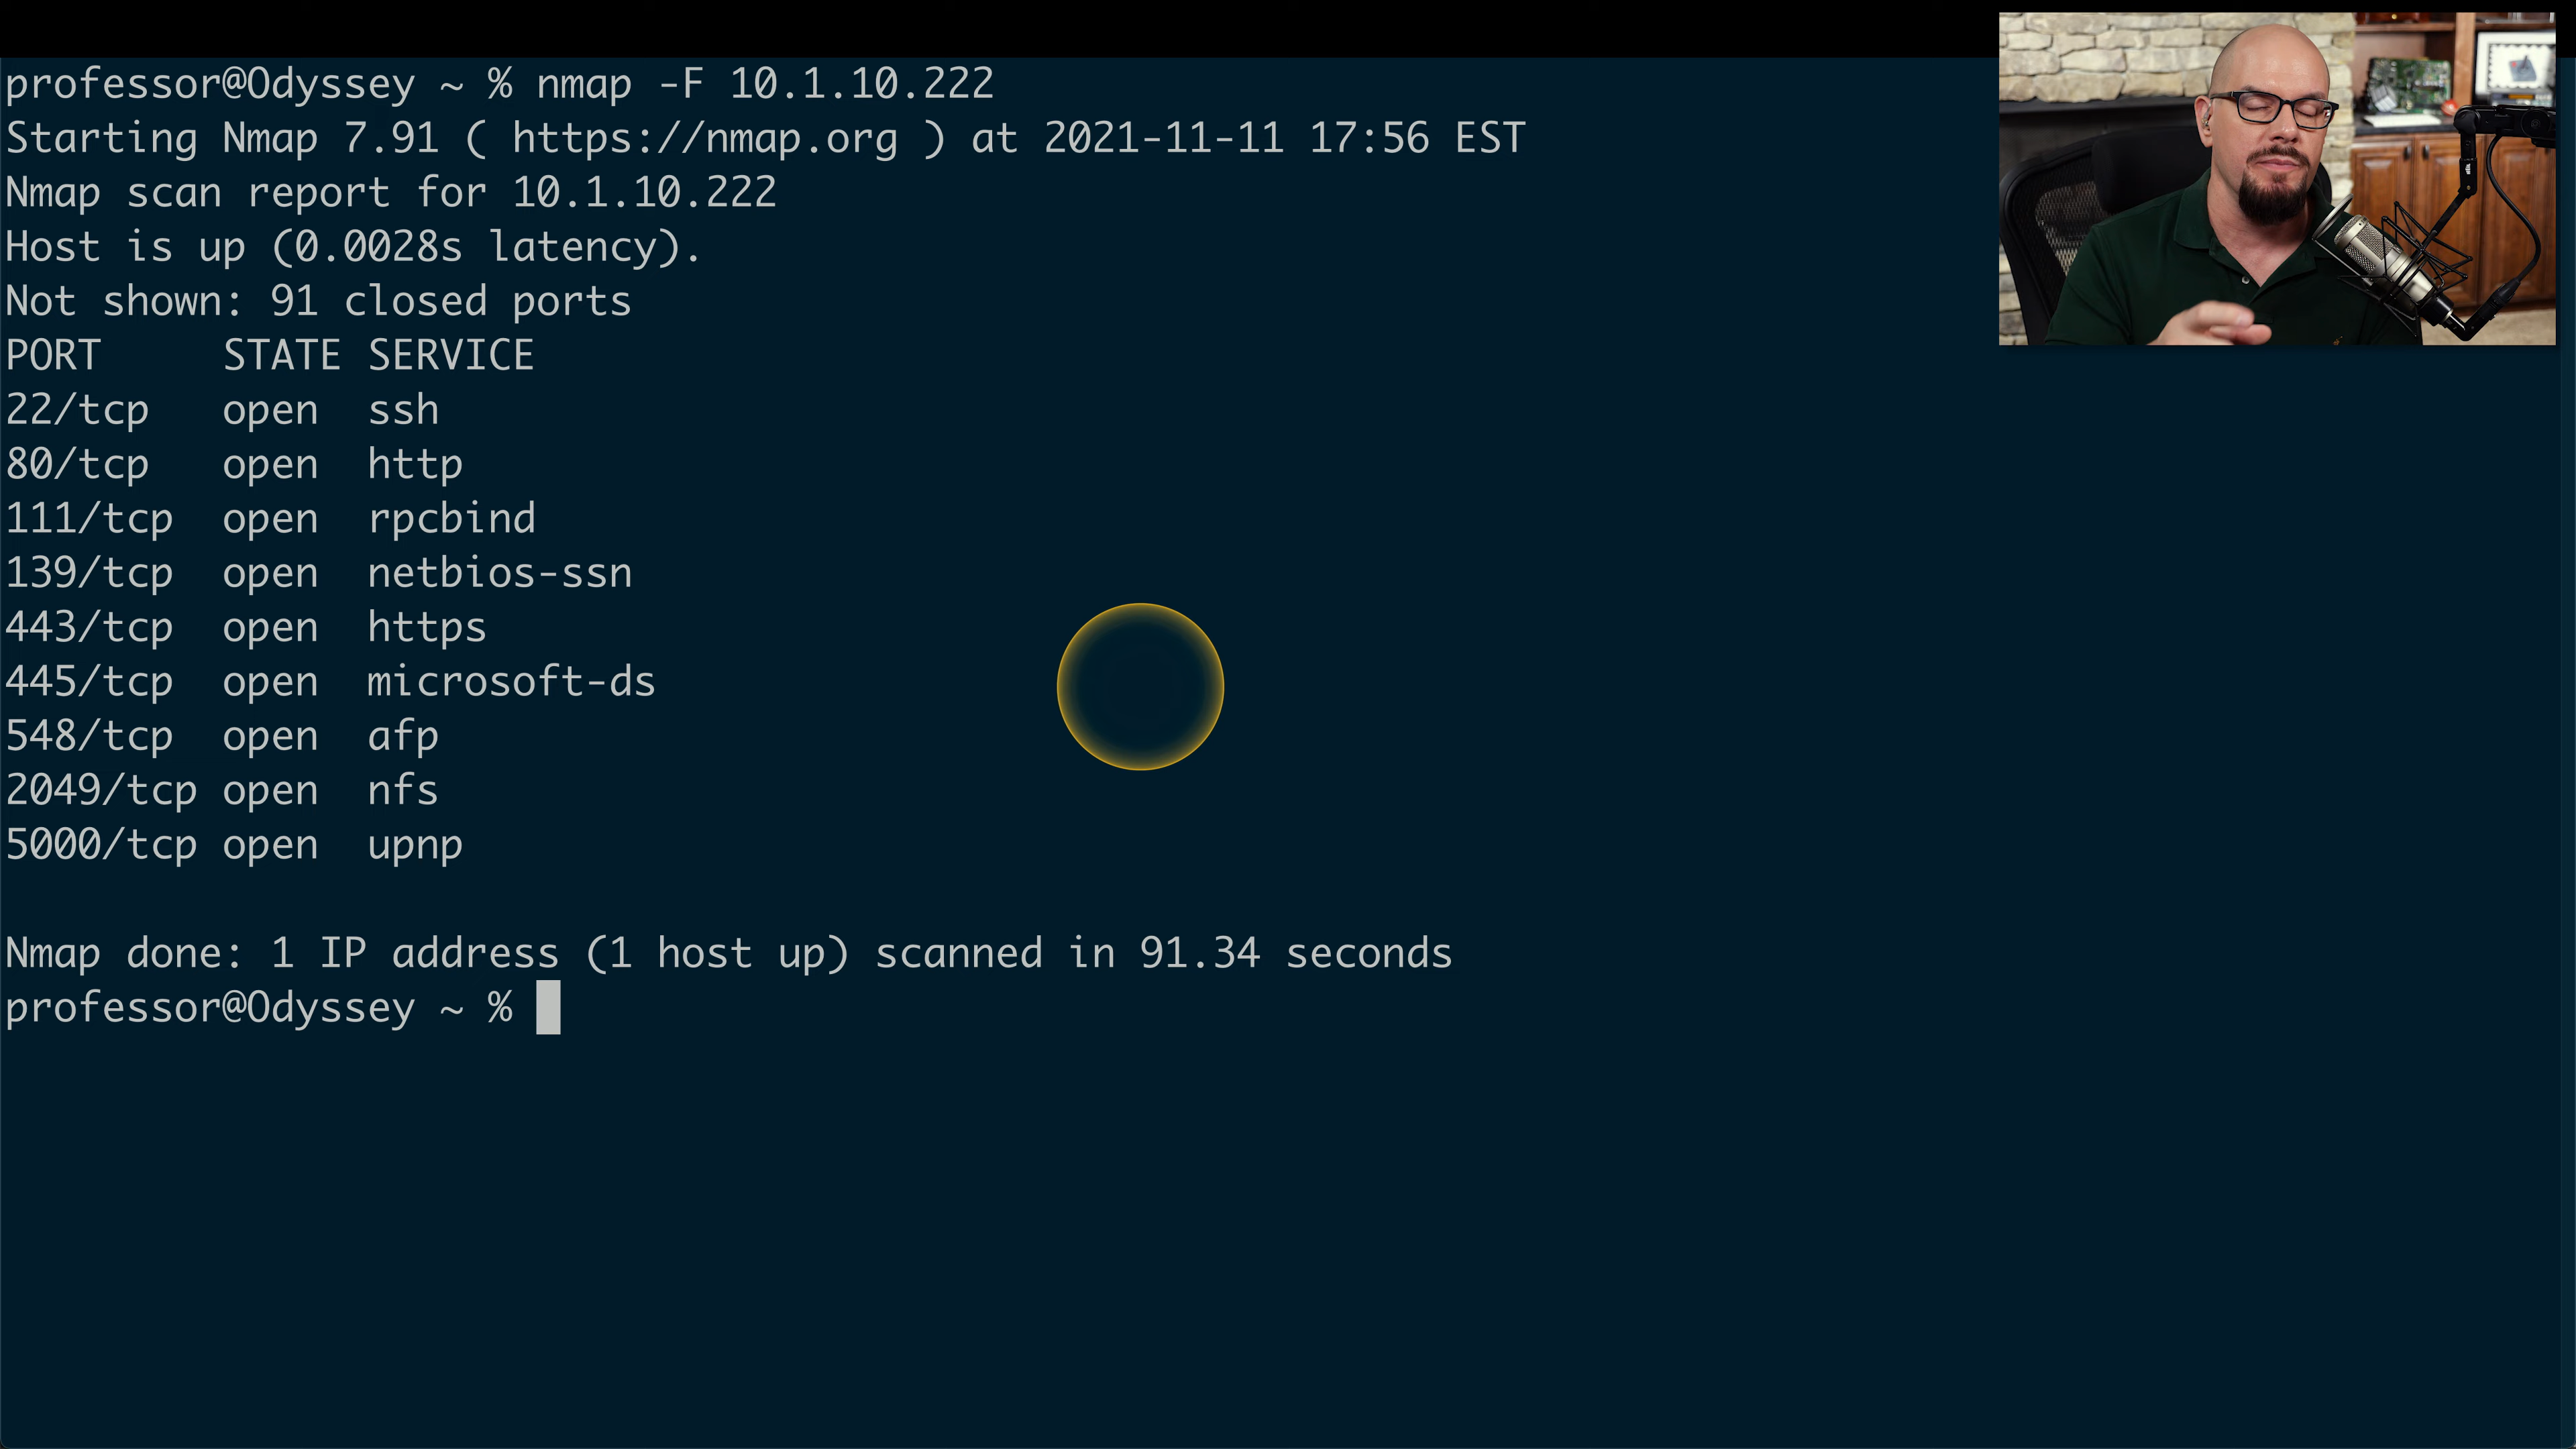 professor@Odyssey ~ % nmap -F 10.1.10.222
Starting Nmap 7.91 ( https://nmap.org ) at 2021-11-11 17:56 EST
Nmap scan report for 10.1.10.222
Host is up (0.0028s latency).
Not shown: 91 closed ports
PORT     STATE SERVICE
22/tcp   open  ssh
80/tcp   open  http
111/tcp  open  rpcbind
139/tcp  open  netbios-ssn
443/tcp  open  https
445/tcp  open  microsoft-ds
548/tcp  open  afp
2049/tcp open  nfs
5000/tcp open  upnp
Nmap done: 1 IP address (1 host up) scanned in 91.34 seconds
professor@Odyssey ~ %